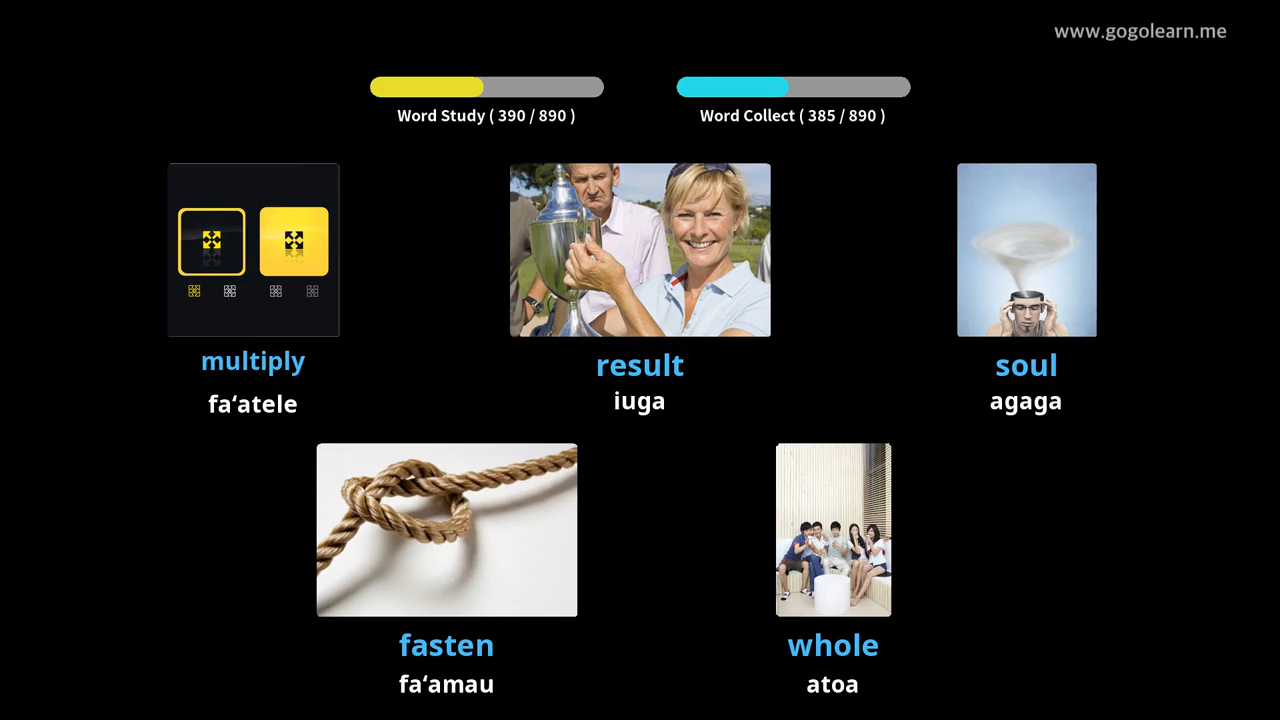 www.gogolearn.me
Word Study ( 390 / 890 )
Word Collect ( 385 / 890 )
multiply
faʻatele
result
iuga
soul
agaga
fasten
faʻamau
whole
atoa